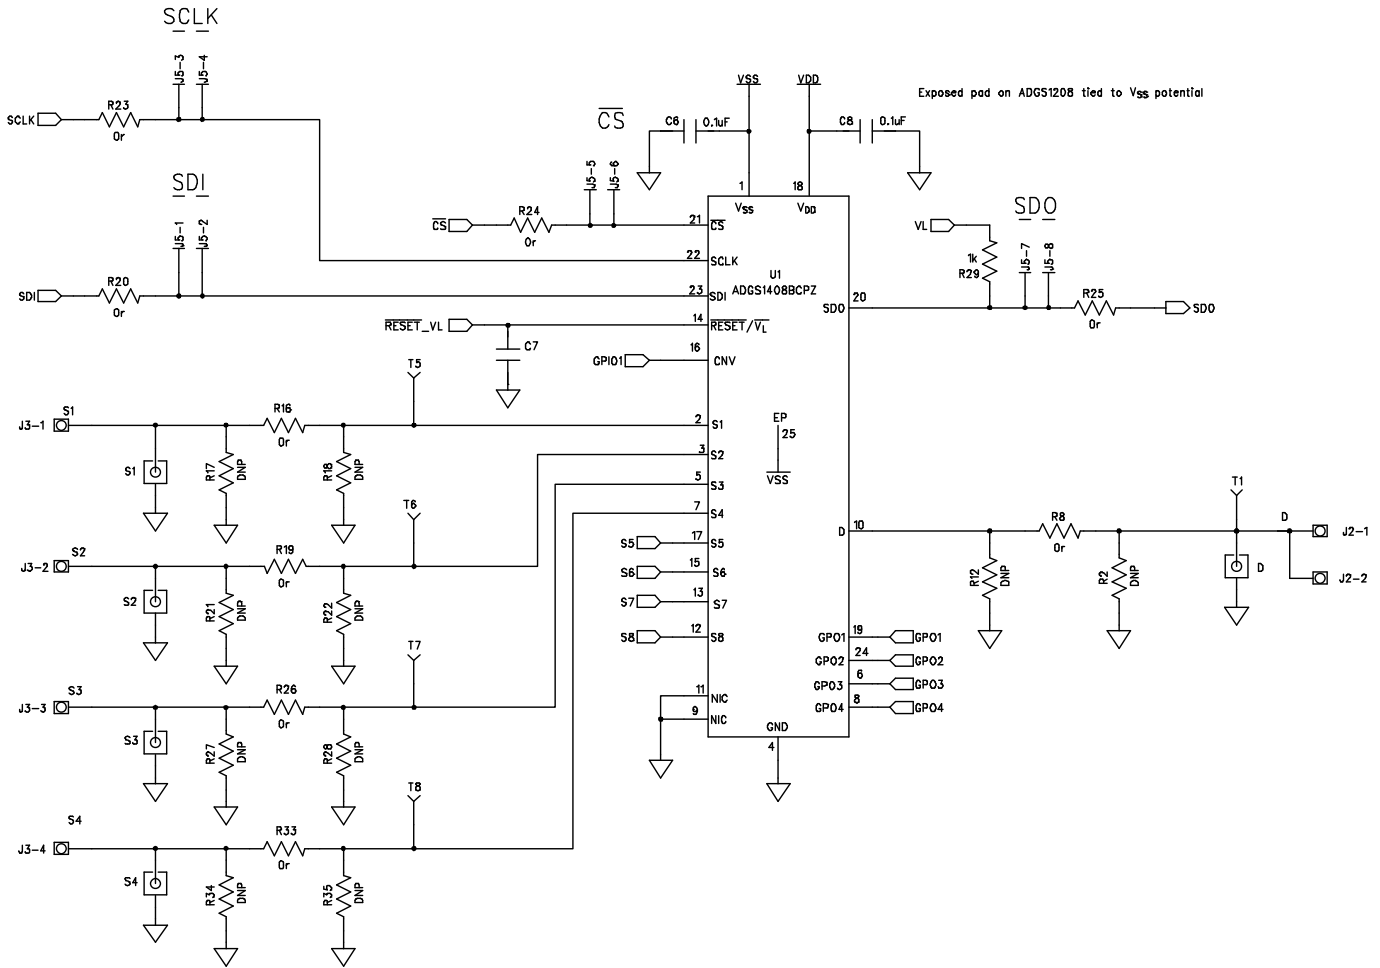 SCLK
J5-3
J5-4
R23
SCLK
0r
SDI
J5-1
J5-2
R20
SDI
0r
CS
J5-5
J5-6
R24
CS
0r
VSS
VDD
C6
0.1uF
C8
0.1uF
Exposed pad on ADGS1208 tied to VSS potential
1
18
VSS
VDD
21
CS
22
SCLK
U1
ADGS1408BCPZ
23
SDI
RESET_VL
14
RESET/VL
C7
GPIO1
16
CNV
SDO
VL
1k
R29
J5-7
J5-8
20
SDO
R25
0r
SDO
EP
25
VSS
T5
J3-1
S1
R16
0r
2
S1
S1
R17
DNP
R18
DNP
3
S2
5
S3
T6
7
S4
J3-2
S2
R19
0r
S2
R21
DNP
R22
DNP
S5
17
S5
S6
15
S6
S7
13
S7
S8
12
S8
T7
J3-3
S3
R26
0r
S3
R27
DNP
R28
DNP
11
NIC
9
NIC
GND
4
T8
S4
J3-4
R33
0r
S4
R34
DNP
R35
DNP
D
10
R12
DNP
R8
0r
R2
DNP
T1
D
D
J2-1
J2-2
GPO1
19
GPO1
GPO2
24
GPO2
GPO3
6
GPO3
GPO4
8
GPO4